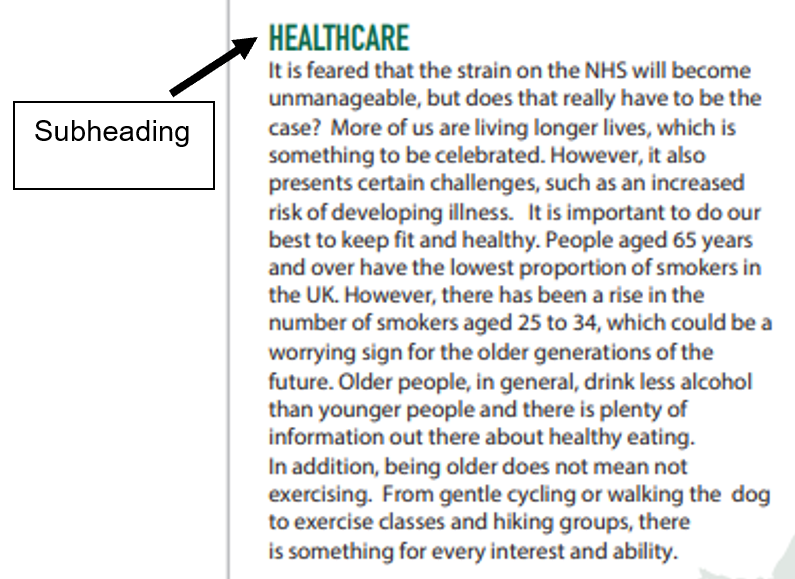 HEALTHCARE
Subheading
It is feared that the strain on the NHS will become
unmanageable, but does that really have to be the
case? More of us are living longer lives, which is
something to be celebrated. However, it also
presents certain challenges, such as an increased
risk of developing illness. It is important to do our
best to keep fit and healthy. People aged 65 years
and over have the lowest proportion of smokers in
the UK. However, there has been a rise in the
number of smokers aged 25 to 34, which could be a
worrying sign for the older generations of the
future. Older people, in general, drink less alcohol
than younger people and there is plenty of
information out there about healthy eating.
In addition, being older does not mean not
exercising. From gentle cycling or walking the dog
to exercise classes and hiking groups, there
is something for every interest and ability.